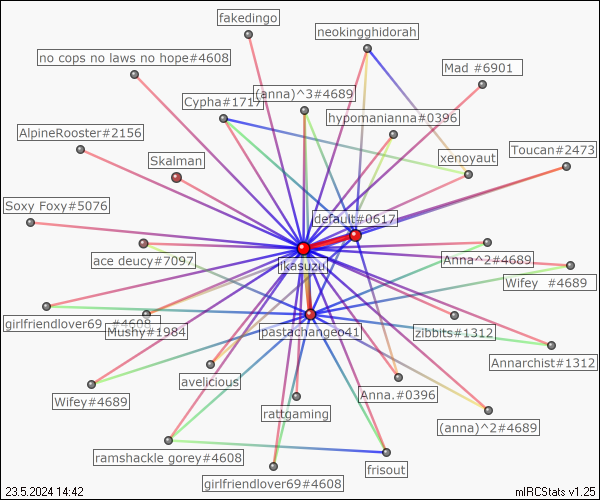 fakedingo
neokingghidorah
no cops no laws no hope#4608
Mad #6901
(anna)^3#4689
Cypha#1717
hypomanianna#0396
AlpineRooster#2156
Toucan#2473
xenoyaut
Skalman
Soxy Foxy#5076
default#0617
ace deucy#7097
ikasuzu
Anna^2#4689
Wifey #4689
girlfriendlover69 #4608
Mushy#1984
pastachangeo41
zibbits#1312
Annarchist#1312
avelicious
Anna.#0396
Wifey#4689
rattgaming
(anna)^2#4689
ramshackle gorey#4608
frisout
girlfriendlover69#4608
23.5.2024 14:42
mIRCStats v1.25